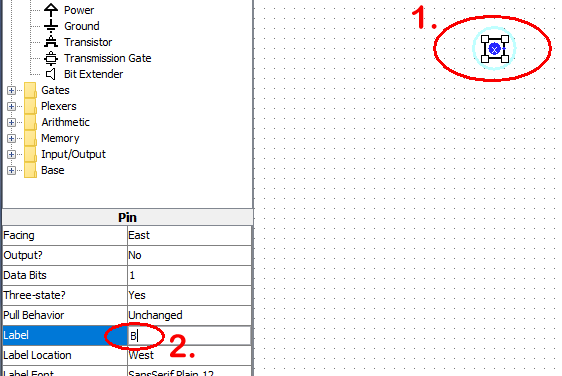 Power
Ground
Transistor
Transmission Gate
Bit Extender
Gates
Plexers
Arithmetic
Memory
Input/Output
Base
1.
x
Pin
Facing East
Output? No
Data Bits 1
Three-state? Yes
Pull Behavior Unchanged
Label B
2.
Label Location West
Label Font SansSerif Plain 12